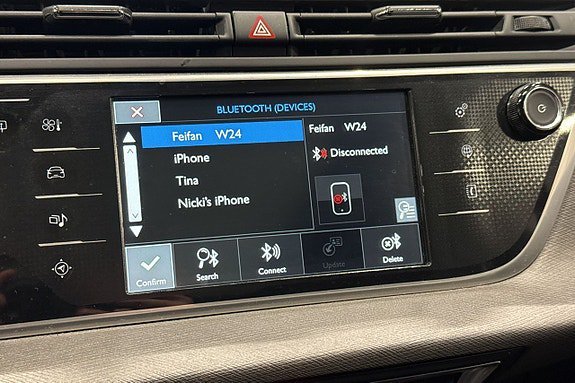 BLUETOOTH (DEVICES)
Feifan W24
iPhone
Tina
Nicki's iPhone
Feifan W24
Disconnected
Confirm
Search
Connect
Update
Delete